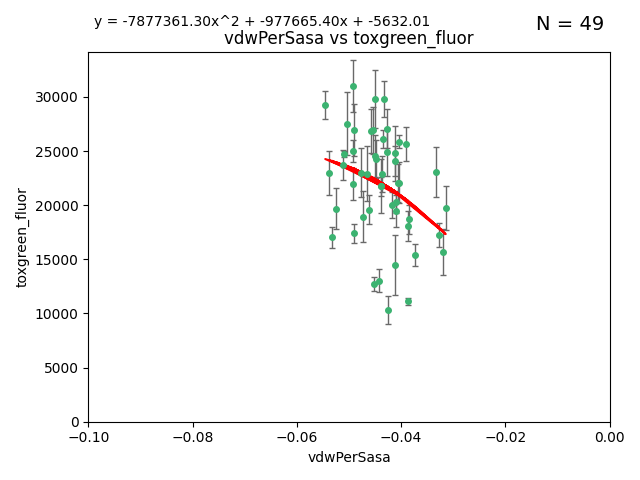 y = -7877361.30x^2 + -977665.40x + -5632.01
N = 49
vdwPerSasa vs toxgreen_fluor
30000
25000
20000
15000
10000
5000
0
toxgreen_fluor
−0.10 −0.08 −0.06 −0.04 −0.02 0.00
vdwPerSasa